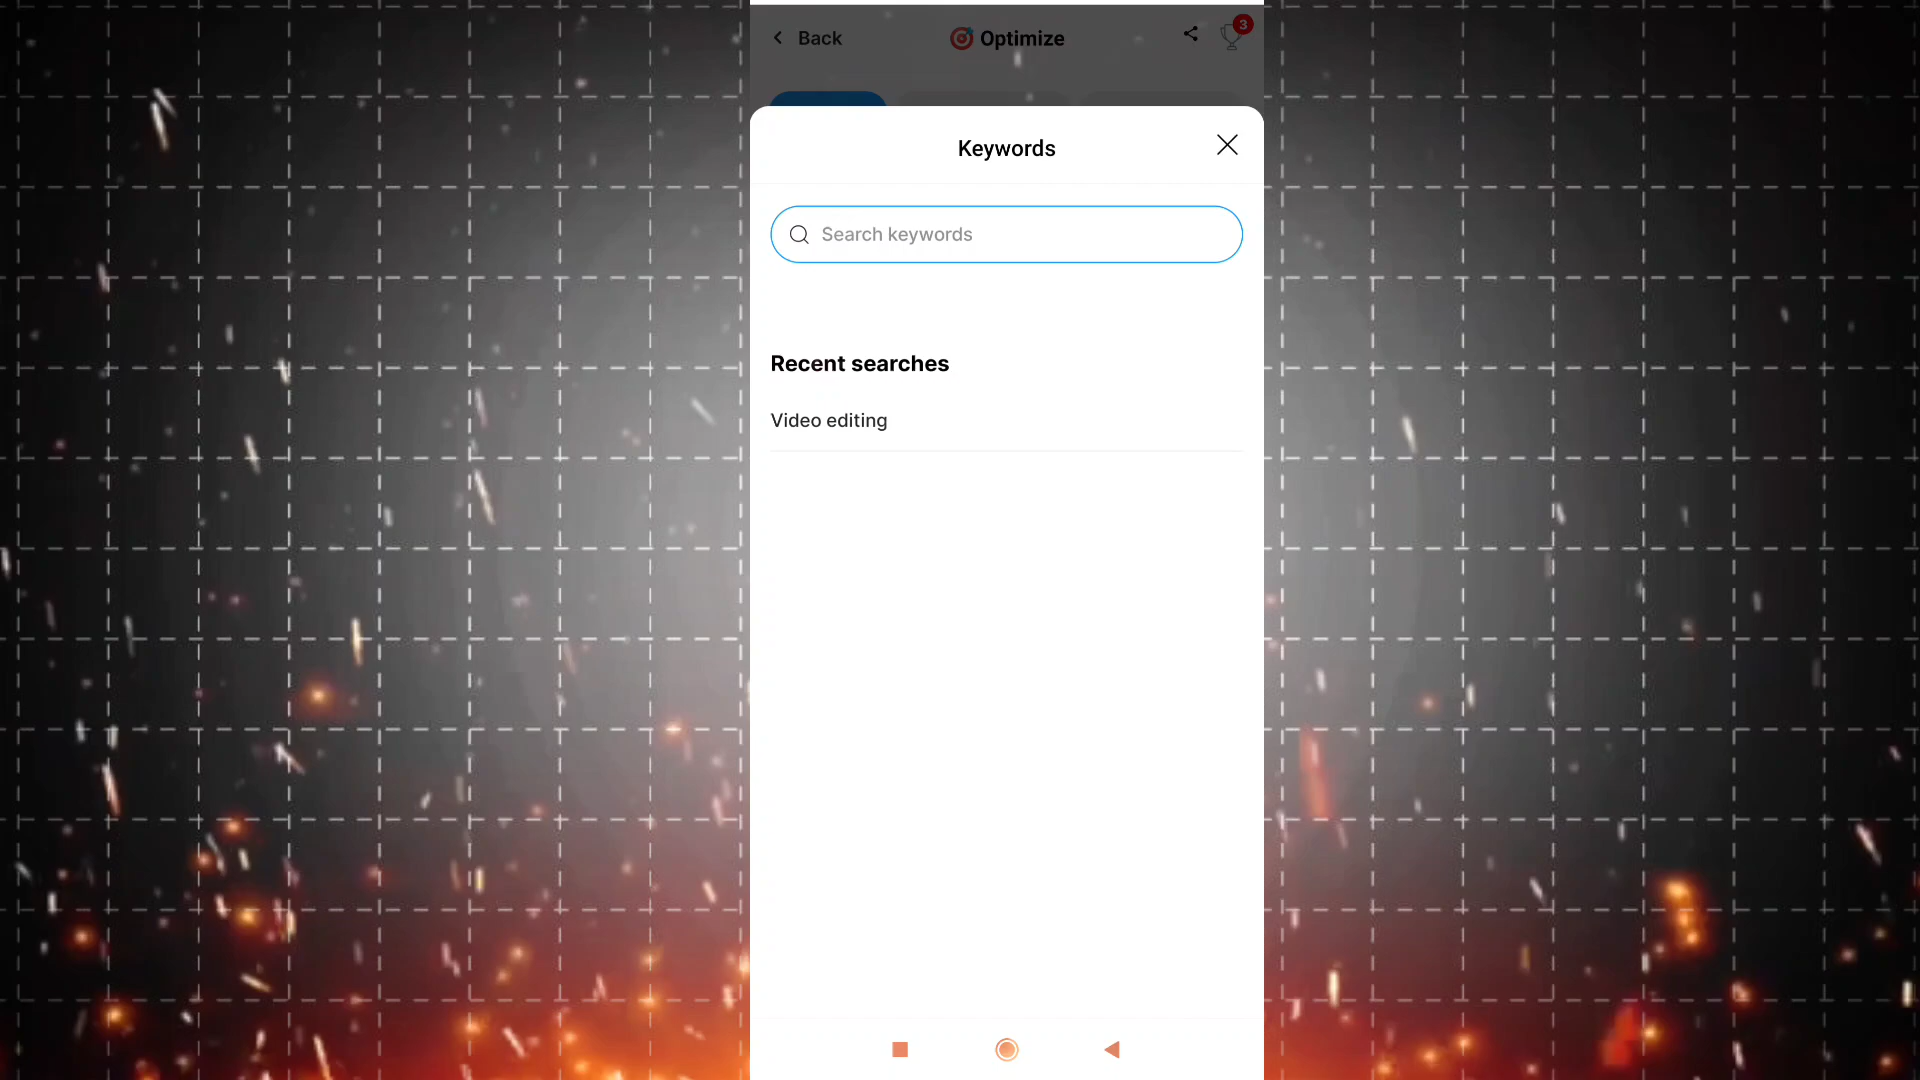 Back
Optimize
3
Keywords
Search keywords
Recent searches
Video editing